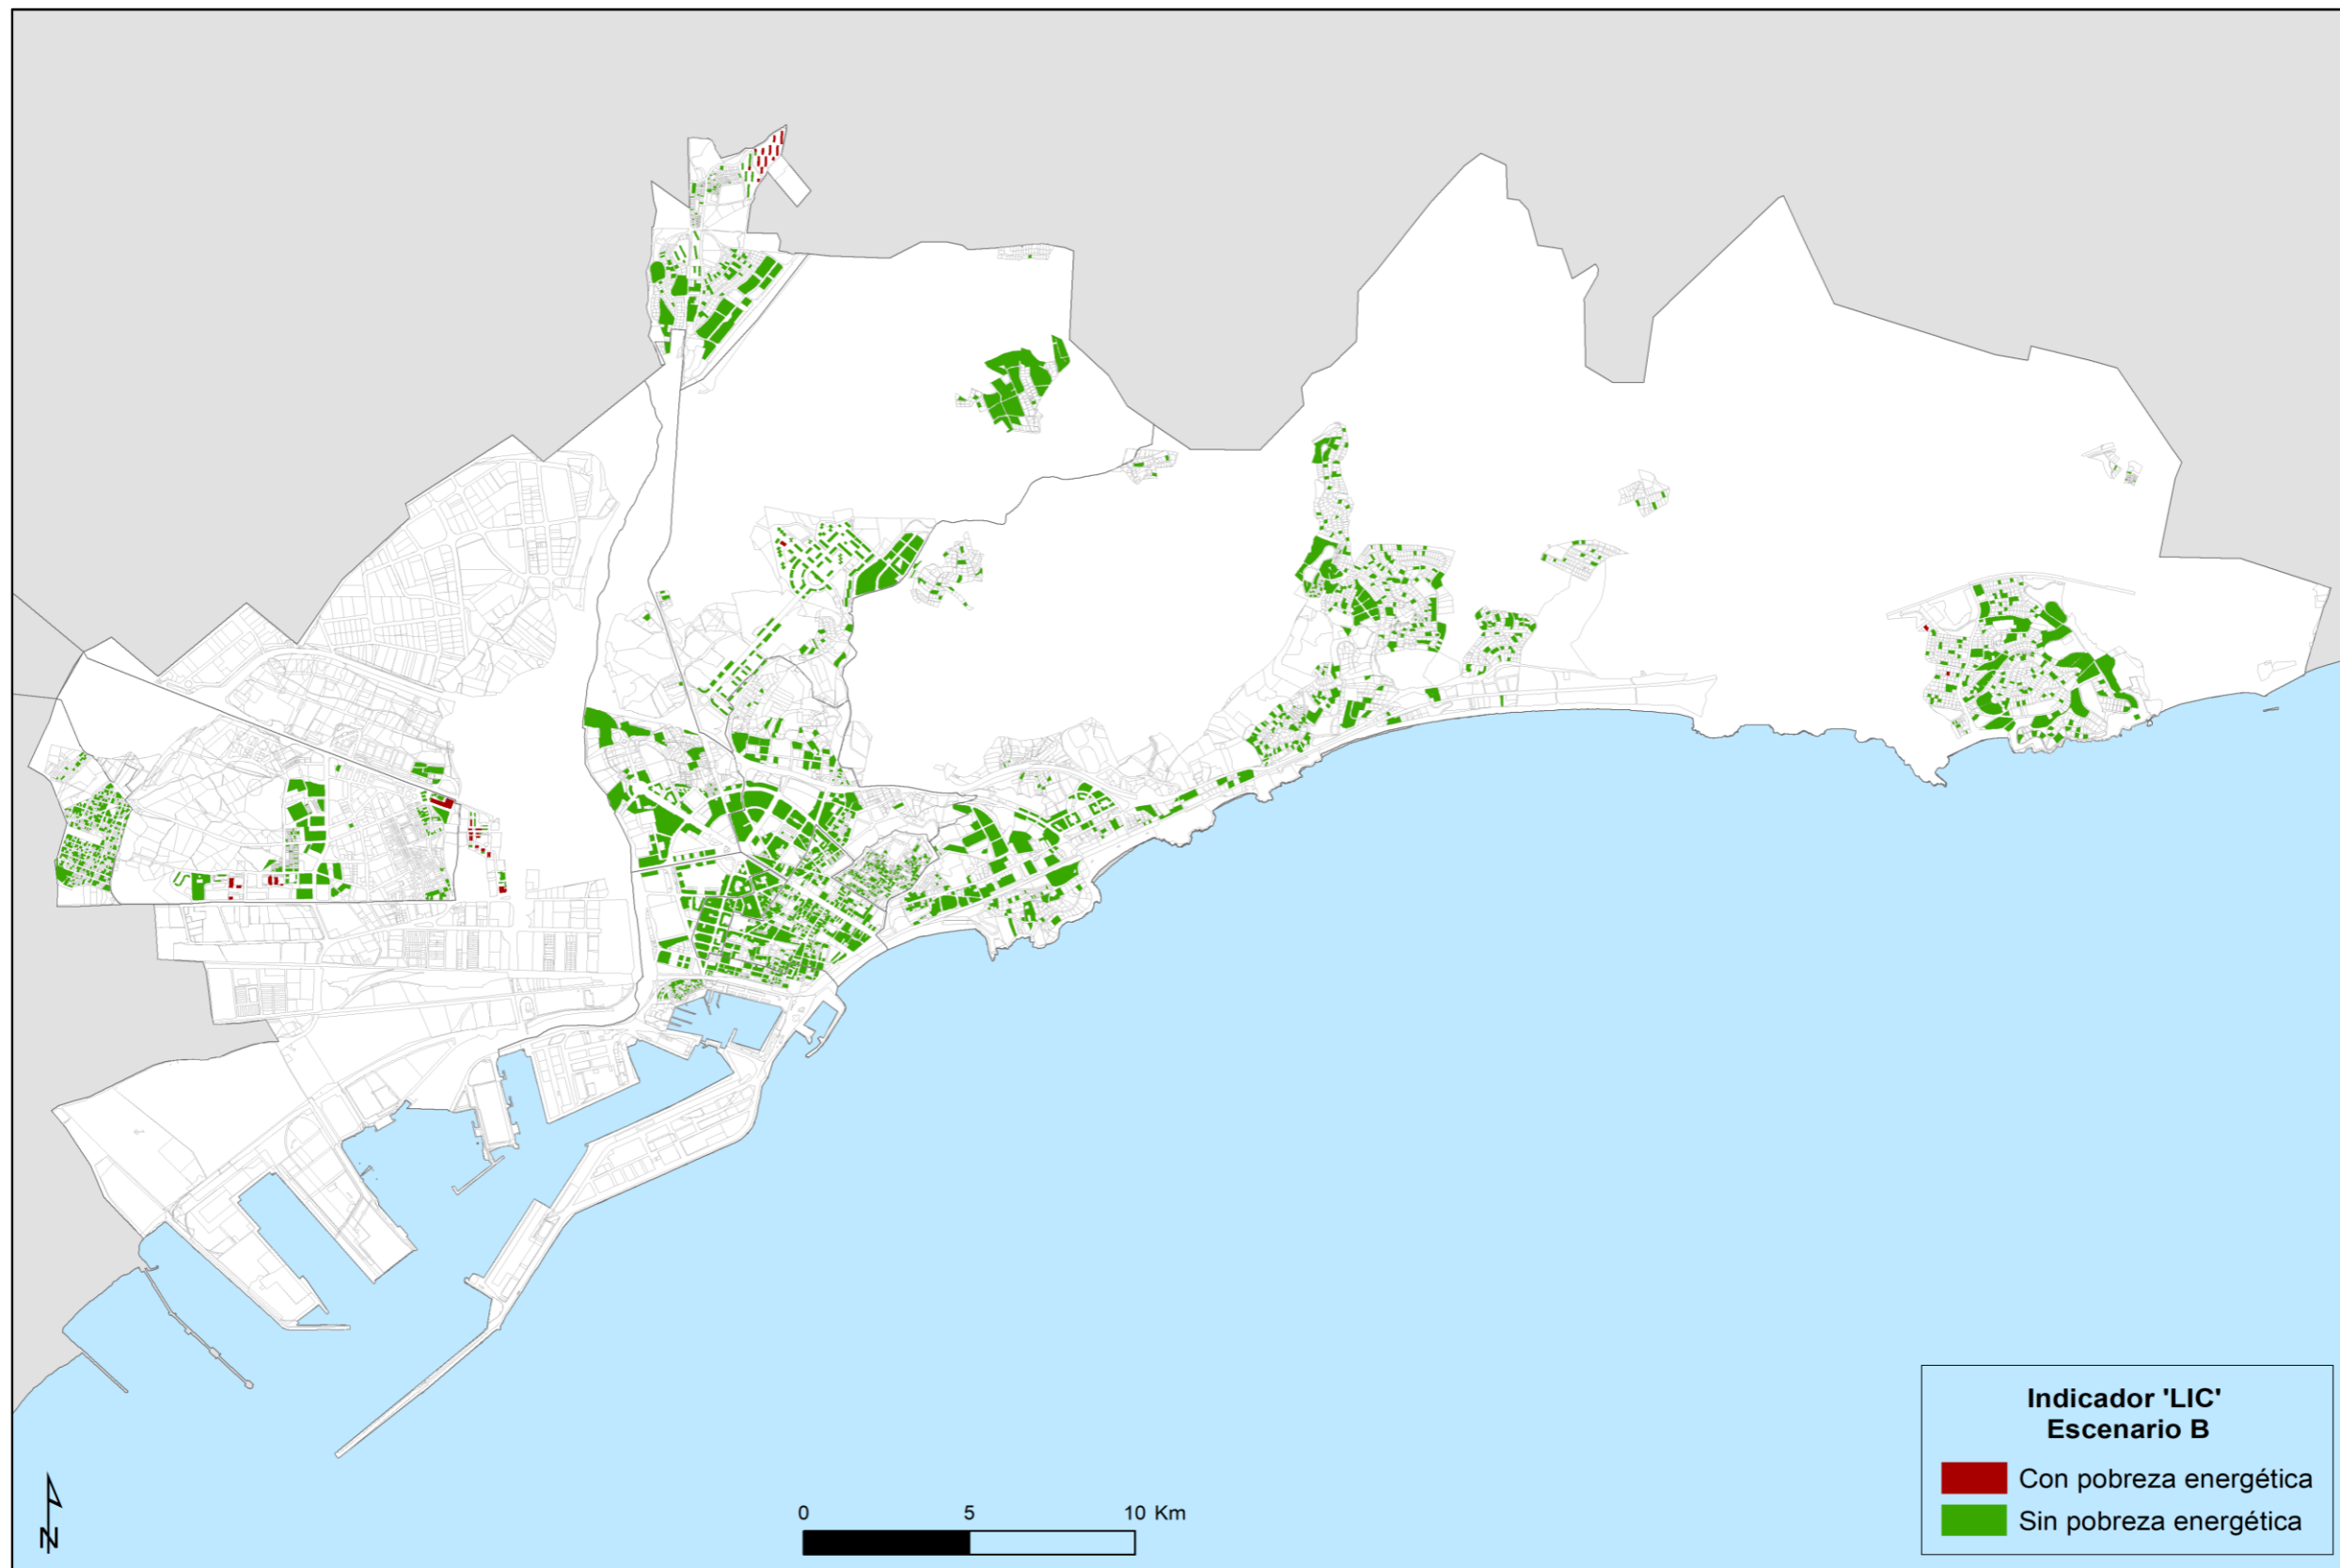 N
0 5 10 Km
Indicador 'LIC'
Escenario B
Con pobreza energética
Sin pobreza energética